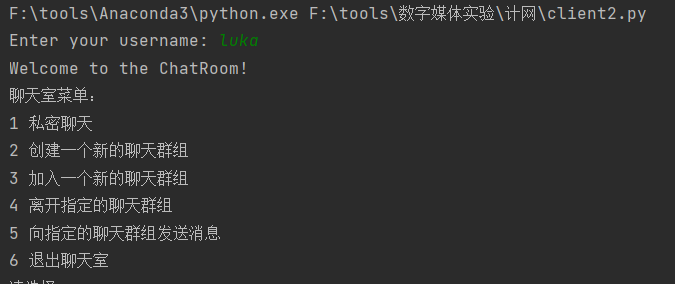 F:\tools\Anaconda3\python.exe F:\tools\数字媒体实验\计网\client2.py
Enter your username: luka
Welcome to the ChatRoom!
聊天室菜单：
1 私密聊天
2 创建一个新的聊天群组
3 加入一个新的聊天群组
4 离开指定的聊天群组
5 向指定的聊天群组发送消息
6 退出聊天室